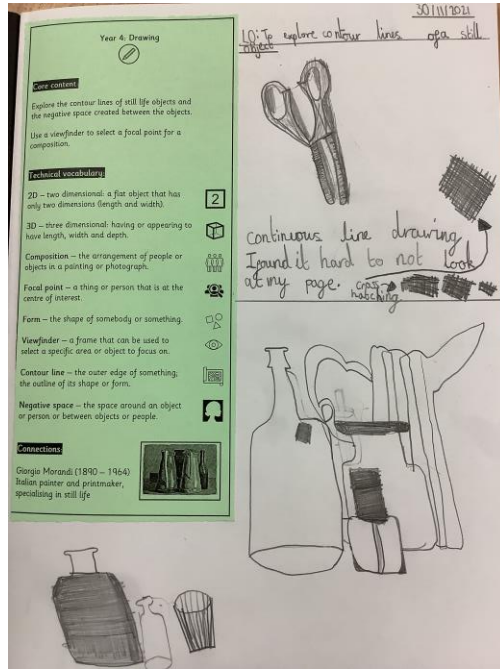 Year 4: Drawing
Core content
Explore the contour lines of still life objects and
the negative space created between the objects.
Use a viewfinder to select a focal point for a
composition.
Technical vocabulary:
2D – two dimensional: a flat object that has
only two dimensions (length and width).
2
3D – three dimensional: having or appearing to
have length, width and depth.
Composition – the arrangement of people or
objects in a painting or photograph.
Focal point – a thing or person that is at the
centre of interest.
Form – the shape of somebody or something.
Viewfinder – a frame that can be used to
select a specific area or object to focus on.
Contour line – the outer edge of something;
the outline of its shape or form.
Negative space – the space around an object
or person or between objects or people.
Connections:
Giorgio Morandi (1890 – 1964)
Italian painter and printmaker,
specialising in still life
30/11/2021
LO: To explore contour lines of a still
object
continuous line drawing
I found it hard to not look
at my page.
cross
hatching